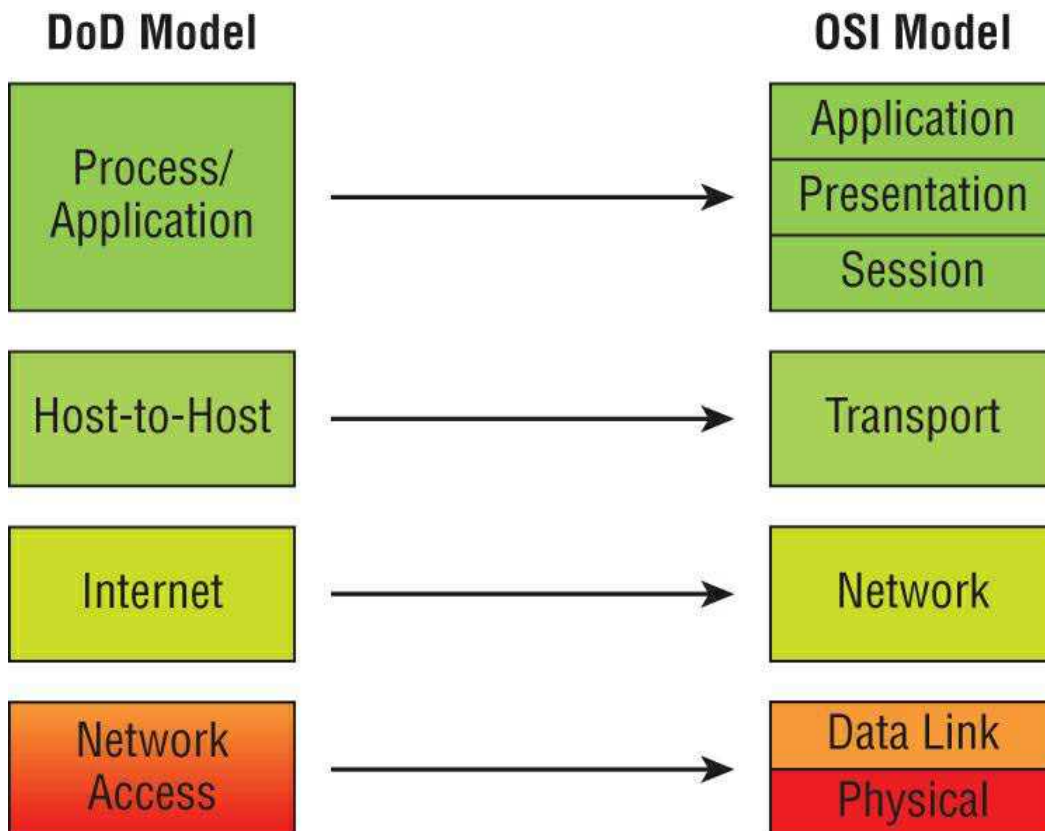 DoD Model
OSI Model
Process/
Application
Application
Presentation
Session
Host-to-Host
Transport
Internet
Network
Network
Access
Data Link
Physical